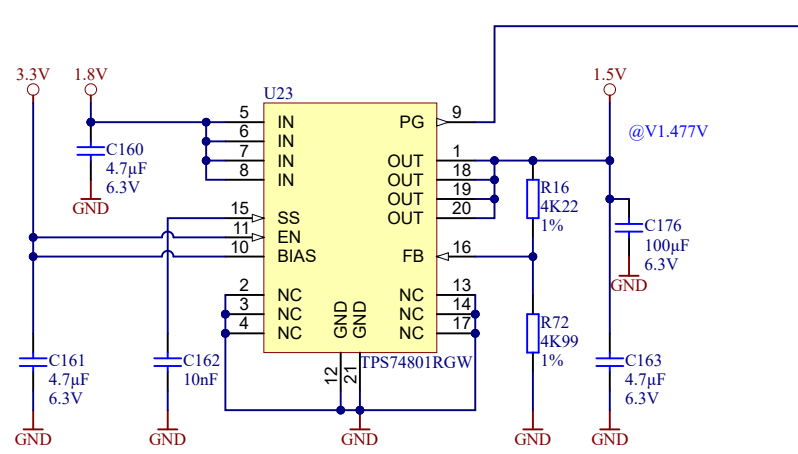 3.3V
1.8V
1.5V
U23
@V1.477V
5 IN
6 IN
7 IN
8 IN
PG 9
C160
4.7µF
6.3V
GND
OUT 1
OUT 18
OUT 19
OUT 20
R16
4K22
1%
15 SS
11 EN
10 BIAS
FB 16
C176
100µF
6.3V
GND
2 NC
3 NC
4 NC
NC 13
NC 14
NC 17
GND
GND
12
21
TPS74801RGW
R72
4K99
1%
C161
4.7µF
6.3V
C162
10nF
C163
4.7µF
6.3V
GND
GND
GND
GND
GND